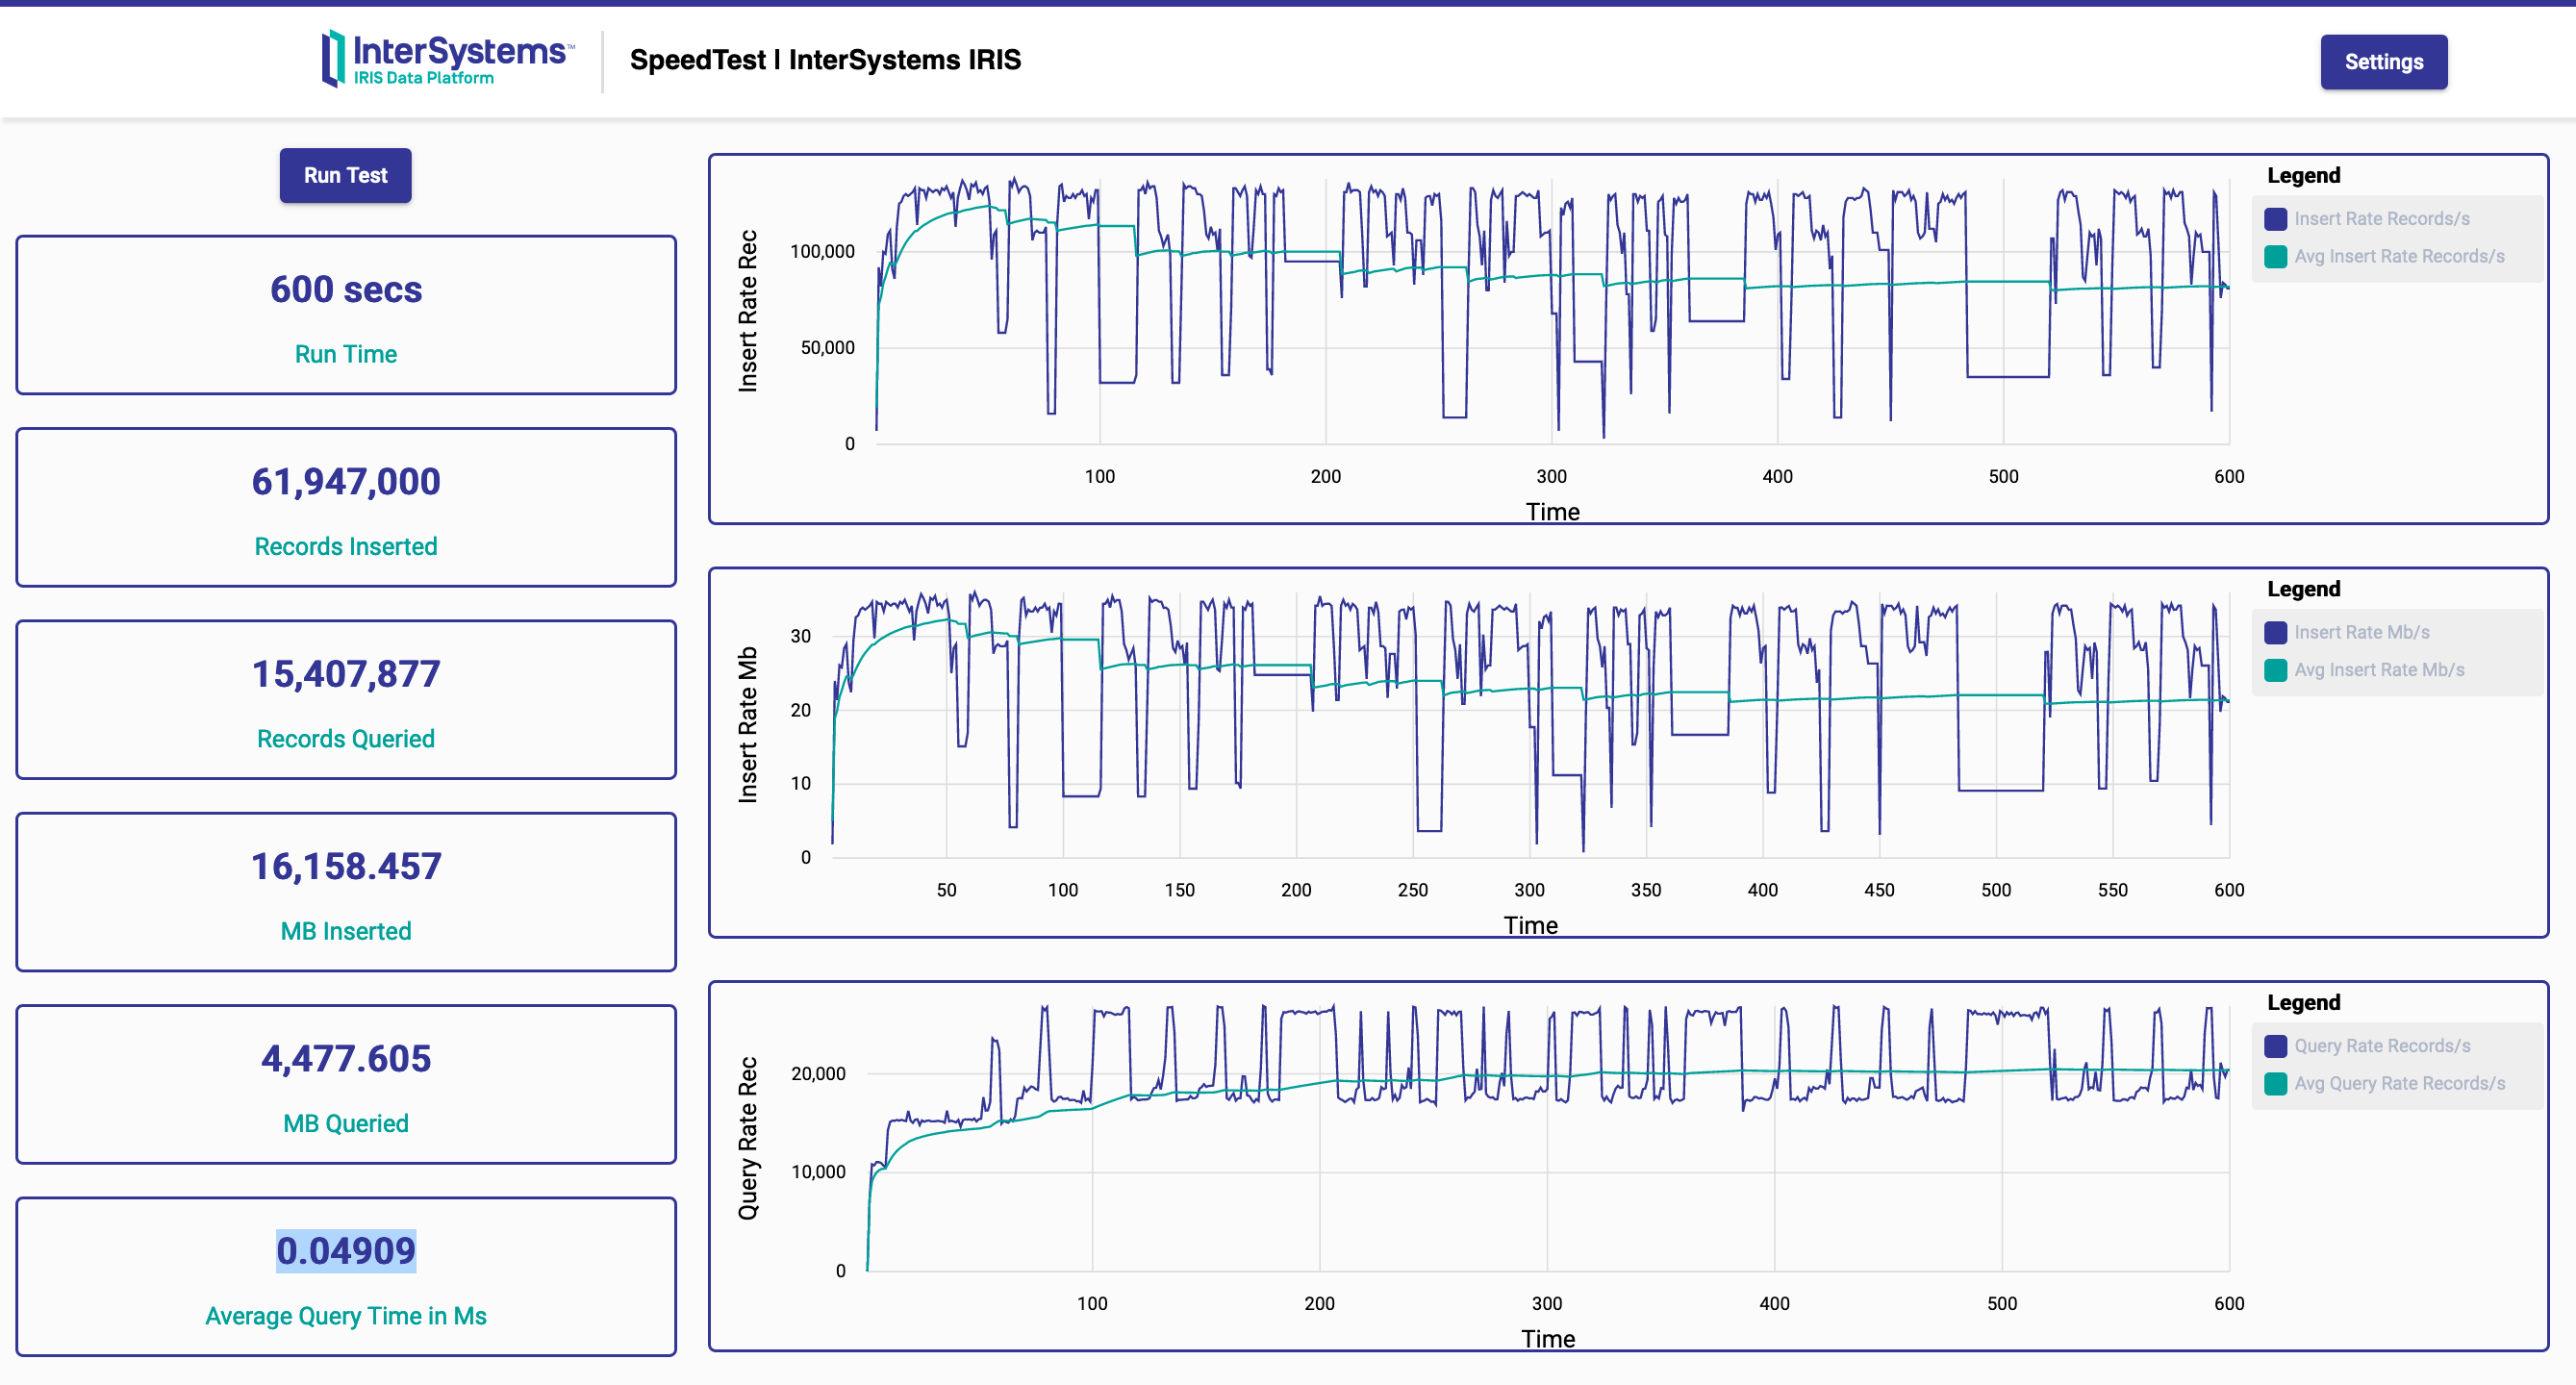 InterSystems™
IRIS Data Platform
SpeedTest | InterSystems IRIS
Settings
Run Test
600 secs
Run Time
61,947,000
Records Inserted
15,407,877
Records Queried
16,158.457
MB Inserted
4,477.605
MB Queried
0.04909
Average Query Time in Ms
Insert Rate Rec
100,000
50,000
0
100 200 300 400 500 600
Time
Legend
Insert Rate Records/s
Avg Insert Rate Records/s
Insert Rate Mb
30
20
10
0
50 100 150 200 250 300 350 400 450 500 550 600
Time
Legend
Insert Rate Mb/s
Avg Insert Rate Mb/s
Query Rate Rec
20,000
10,000
0
100 200 300 400 500 600
Time
Legend
Query Rate Records/s
Avg Query Rate Records/s